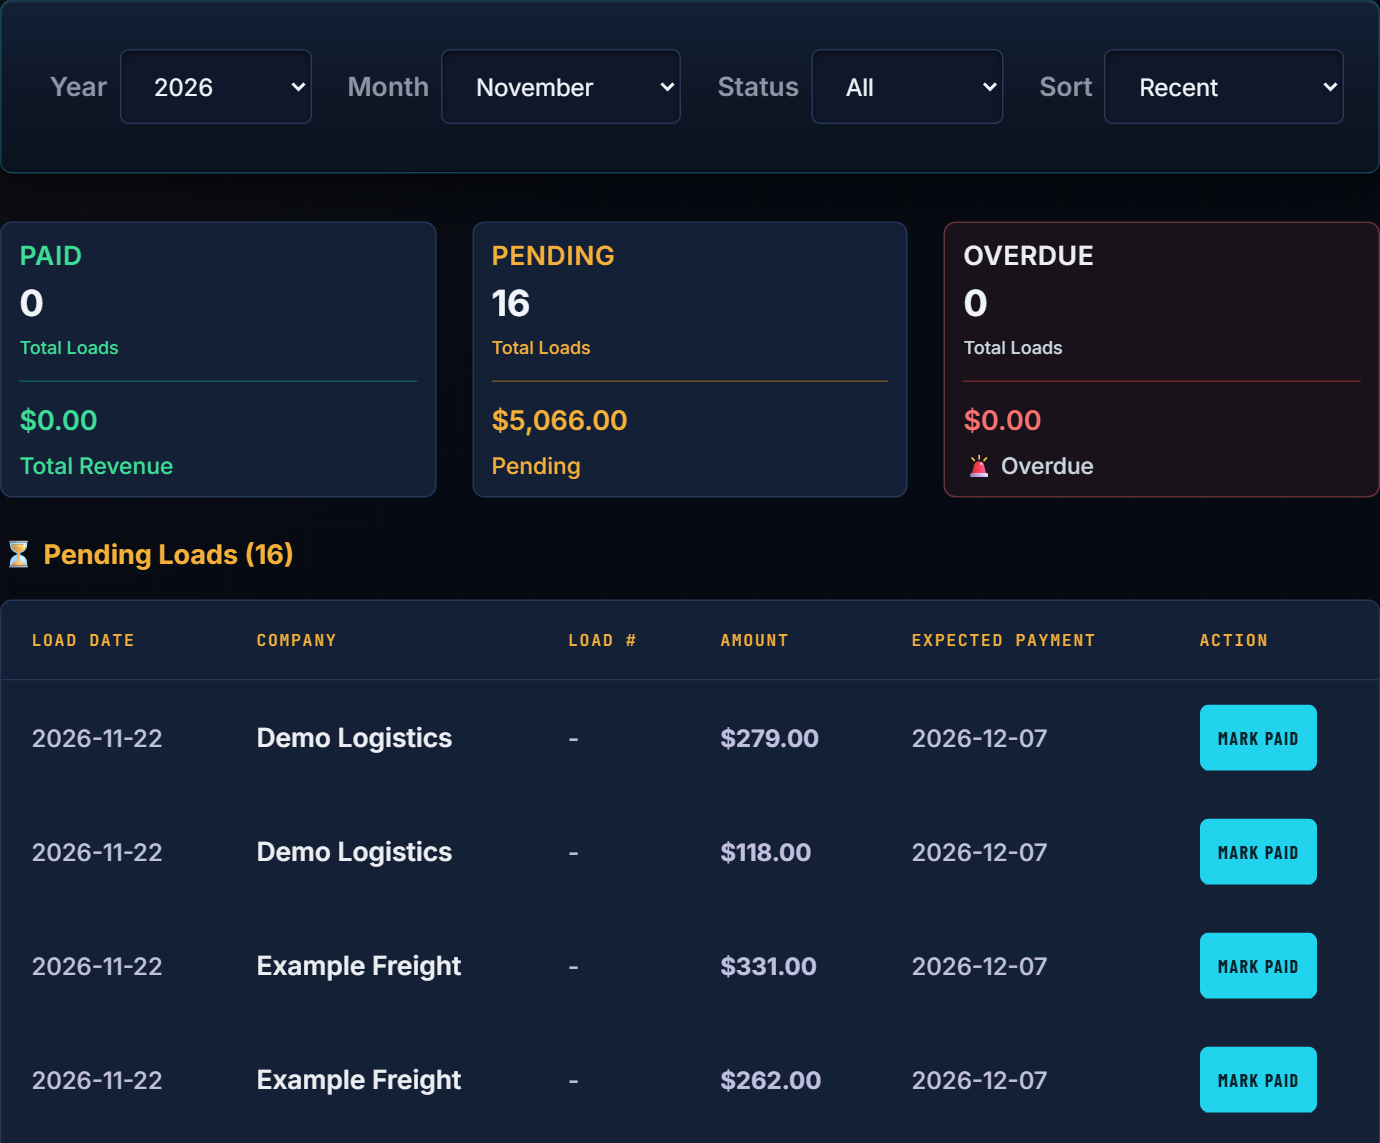 Year 2026 Month November Status All Sort Recent
PAID
0
Total Loads
$0.00
Total Revenue
PENDING
16
Total Loads
$5,066.00
Pending
OVERDUE
0
Total Loads
$0.00
🚨 Overdue
⏳ Pending Loads (16)
LOAD DATE COMPANY LOAD # AMOUNT EXPECTED PAYMENT ACTION
2026-11-22 Demo Logistics - $279.00 2026-12-07 MARK PAID
2026-11-22 Demo Logistics - $118.00 2026-12-07 MARK PAID
2026-11-22 Example Freight - $331.00 2026-12-07 MARK PAID
2026-11-22 Example Freight - $262.00 2026-12-07 MARK PAID